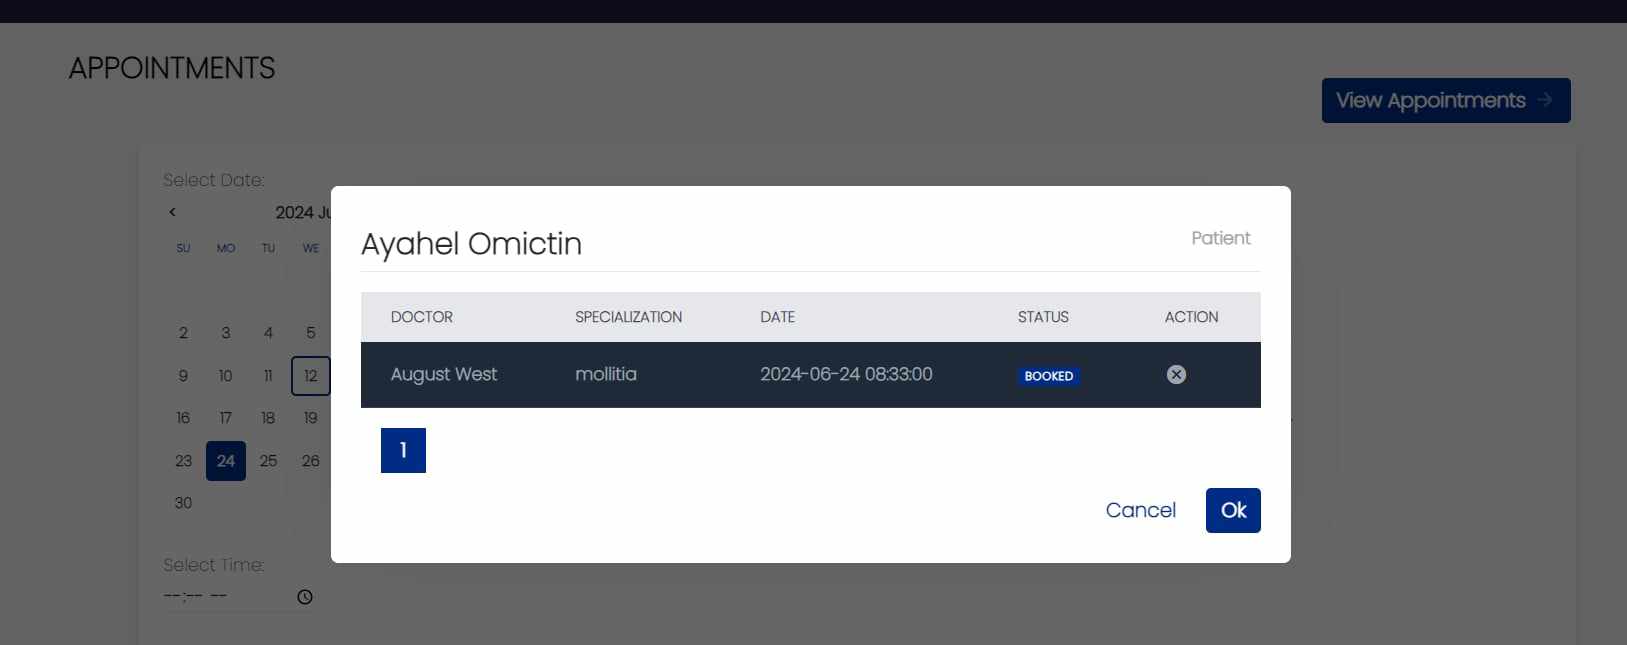 APPOINTMENTS
View Appointments →
Select Date:
< 2024 Ju
SU MO TU WE
2 3 4 5
9 10 11 12
16 17 18 19
23 24 25 26
30
Select Time:
--:-- --
Ayahel Omictin
Patient
DOCTOR SPECIALIZATION DATE STATUS ACTION
August West mollitia 2024-06-24 08:33:00 BOOKED
1
Cancel Ok